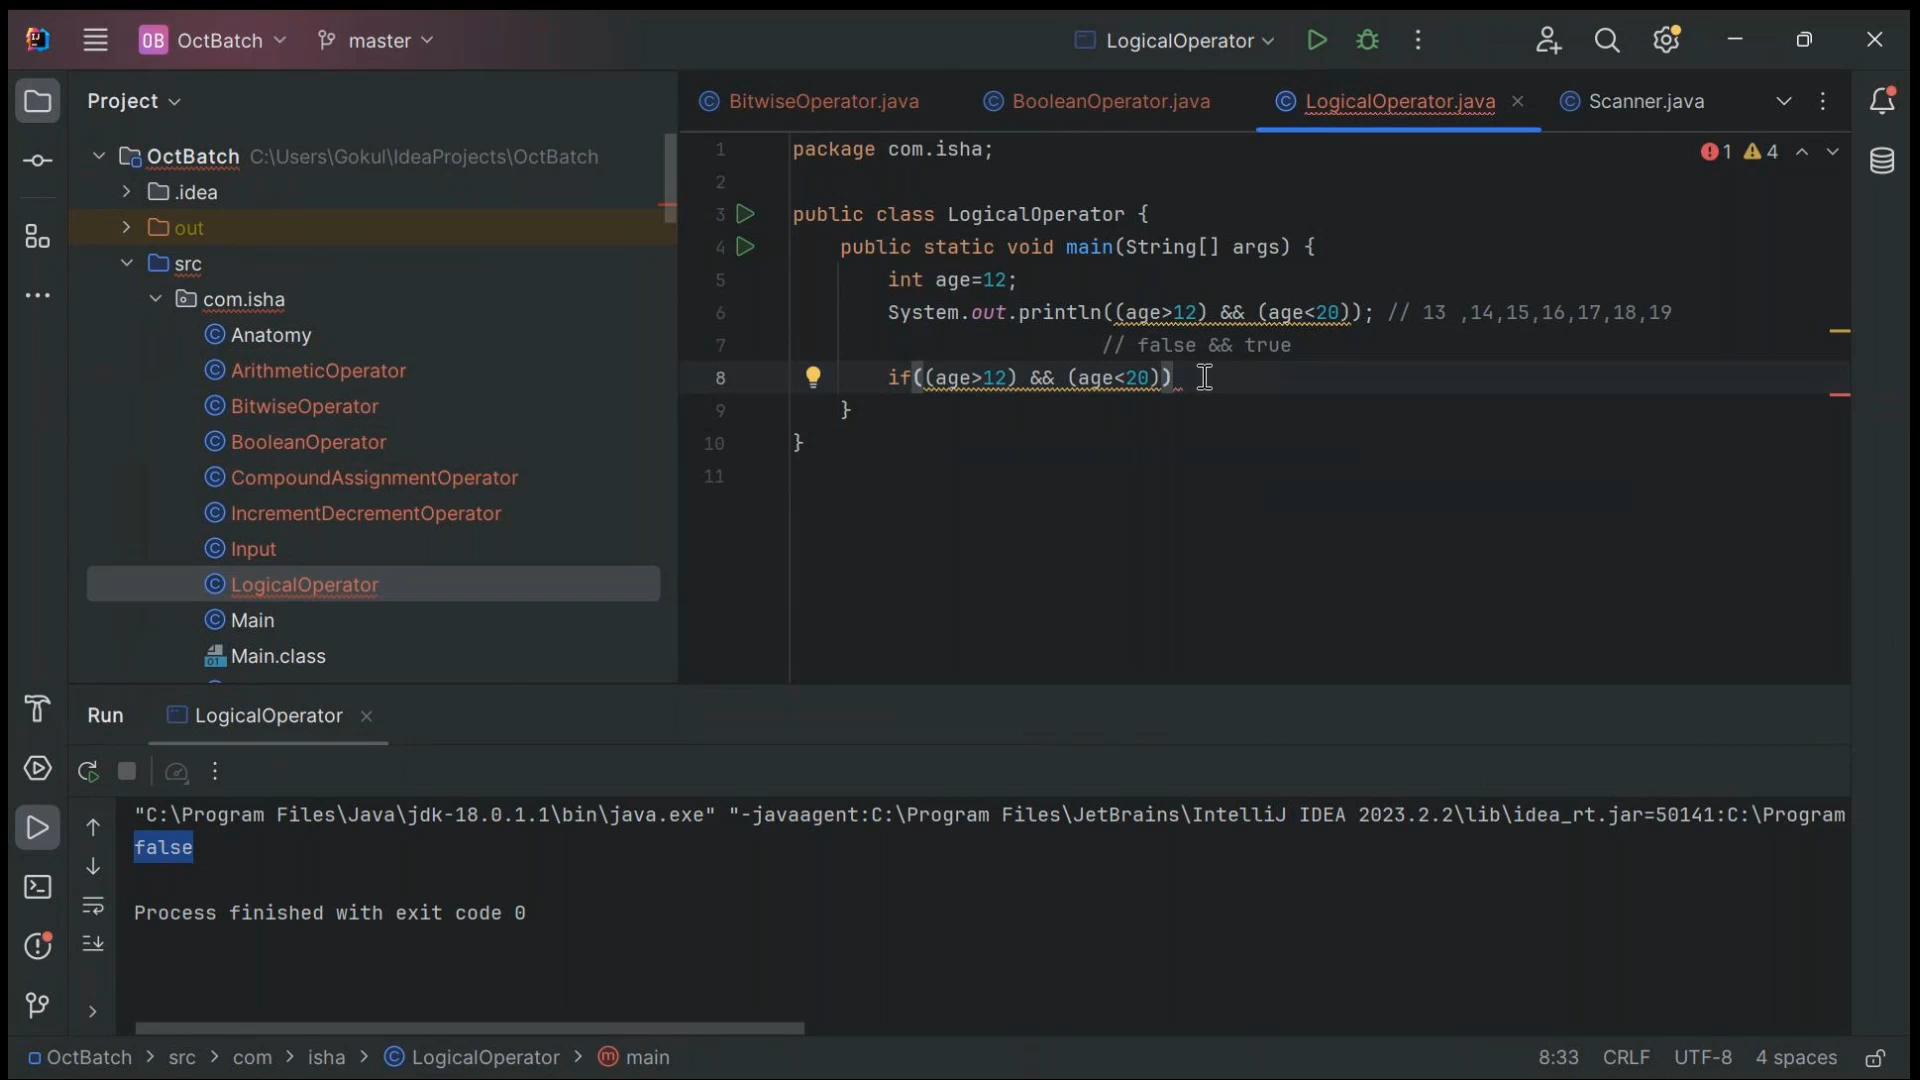 OB OctBatch master LogicalOperator
Project
BitwiseOperator.java BooleanOperator.java LogicalOperator.java Scanner.java
OctBatch C:\Users\Gokul\IdeaProjects\OctBatch
.idea
out
src
com.isha
Anatomy
ArithmeticOperator
BitwiseOperator
BooleanOperator
CompoundAssignmentOperator
IncrementDecrementOperator
Input
LogicalOperator
Main
Main.class
1 4
1 package com.isha;
2
3 public class LogicalOperator {
4 public static void main(String[] args) {
5 int age=12;
6 System.out.println((age>12) && (age<20)); // 13 ,14,15,16,17,18,19
7 // false && true
8 if((age>12) && (age<20))
9 }
10 }
11
Run LogicalOperator
"C:\Program Files\Java\jdk-18.0.1.1\bin\java.exe" "-javaagent:C:\Program Files\JetBrains\IntelliJ IDEA 2023.2.2\lib\idea_rt.jar=50141:C:\Program
false
Process finished with exit code 0
OctBatch > src > com > isha > LogicalOperator > main 8:33 CRLF UTF-8 4 spaces